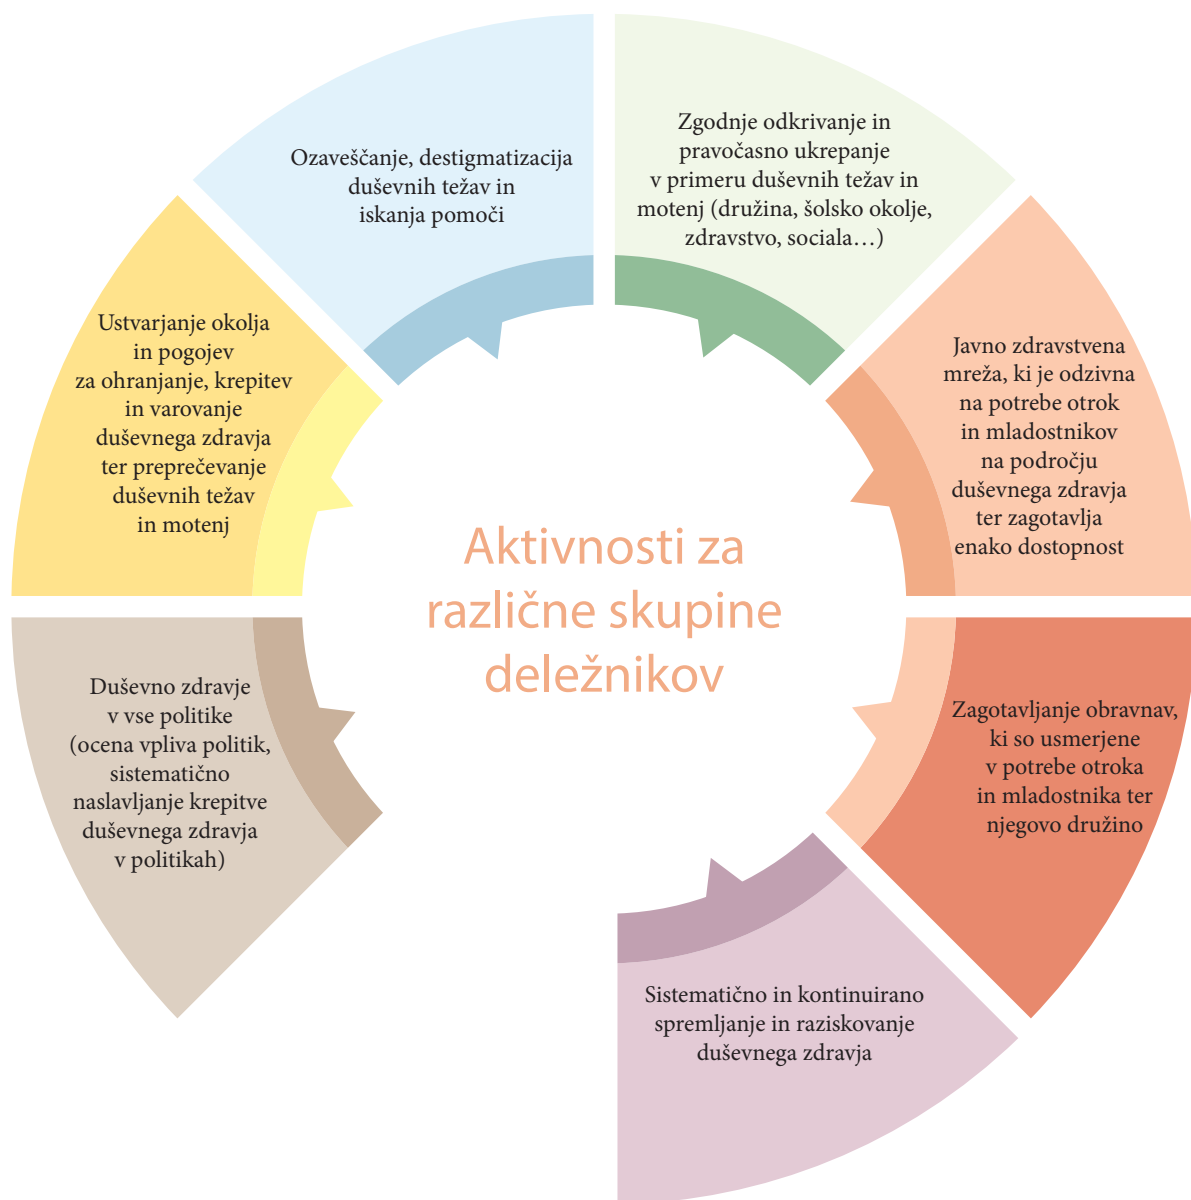 Zgodnje odkrivanje in
pravočasno ukrepanje
v primeru duševnih težav in
motenj (družina, šolsko okolje,
zdravstvo, sociala…)
Ozaveščanje, destigmatizacija
duševnih težav in
iskanja pomoči
Ustvarjanje okolja
in pogojev
za ohranjanje, krepitev
in varovanje
duševnega zdravja
ter preprečevanje
duševnih težav
in motenj
Javno zdravstvena
mreža, ki je odzivna
na potrebe otrok
in mladostnikov
na področju
duševnega zdravja
ter zagotavlja
enako dostopnost
Aktivnosti za
različne skupine
deležnikov
Duševno zdravje
v vse politike
(ocena vpliva politik,
sistematično
naslavljanje krepitve
duševnega zdravja
v politikah)
Zagotavljanje obravnav,
ki so usmerjene
v potrebe otroka
in mladostnika ter
njegovo družino
Sistematično in kontinuirano
spremljanje in raziskovanje
duševnega zdravja